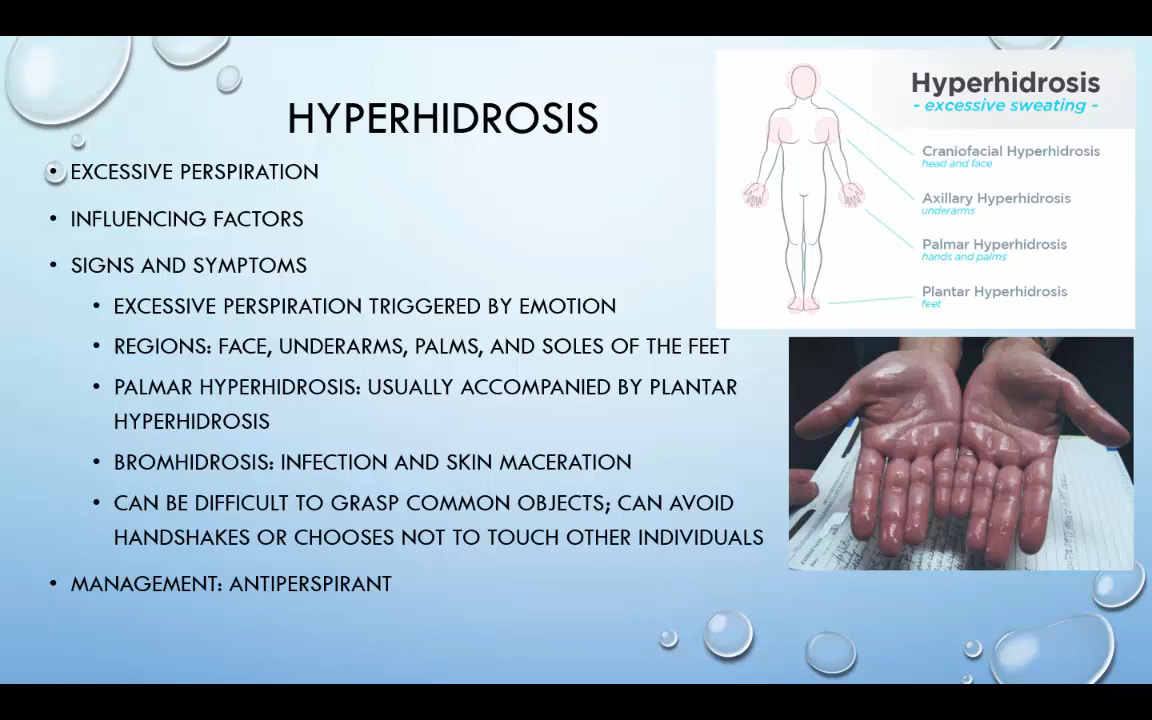 HYPERHIDROSIS
• EXCESSIVE PERSPIRATION
• INFLUENCING FACTORS
• SIGNS AND SYMPTOMS
• EXCESSIVE PERSPIRATION TRIGGERED BY EMOTION
• REGIONS: FACE, UNDERARMS, PALMS, AND SOLES OF THE FEET
• PALMAR HYPERHIDROSIS: USUALLY ACCOMPANIED BY PLANTAR
HYPERHIDROSIS
• BROMHIDROSIS: INFECTION AND SKIN MACERATION
• CAN BE DIFFICULT TO GRASP COMMON OBJECTS; CAN AVOID
HANDSHAKES OR CHOOSES NOT TO TOUCH OTHER INDIVIDUALS
• MANAGEMENT: ANTIPERSPIRANT
Hyperhidrosis
- excessive sweating -
Craniofacial Hyperhidrosis
head and face
Axillary Hyperhidrosis
underarms
Palmar Hyperhidrosis
hands and palms
Plantar Hyperhidrosis
feet